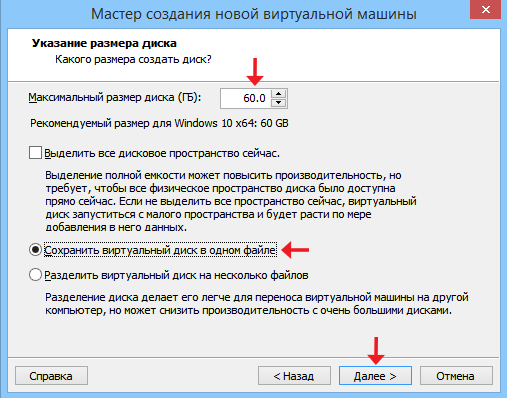 Мастер создания новой виртуальной машины
Указание размера диска
Какого размера создать диск?
Максимальный размер диска (ГБ): 60.0
Рекомендуемый размер для Windows 10 x64: 60 GB
Выделить все дисковое пространство сейчас.
Выделение полной емкости может повысить производительность, но
требует, чтобы все физическое пространство диска было доступна
прямо сейчас. Если не выделить все пространство сейчас, виртуальный
диск запуститься с малого пространства и будет расти по мере
добавления в него данных.
Сохранить виртуальный диск в одном файле
Разделить виртуальный диск на несколько файлов
Разделение диска делает его легче для переноса виртуальной машины на другой
компьютер, но может снизить производительность с очень большими дисками.
Справка < Назад Далее > Отмена